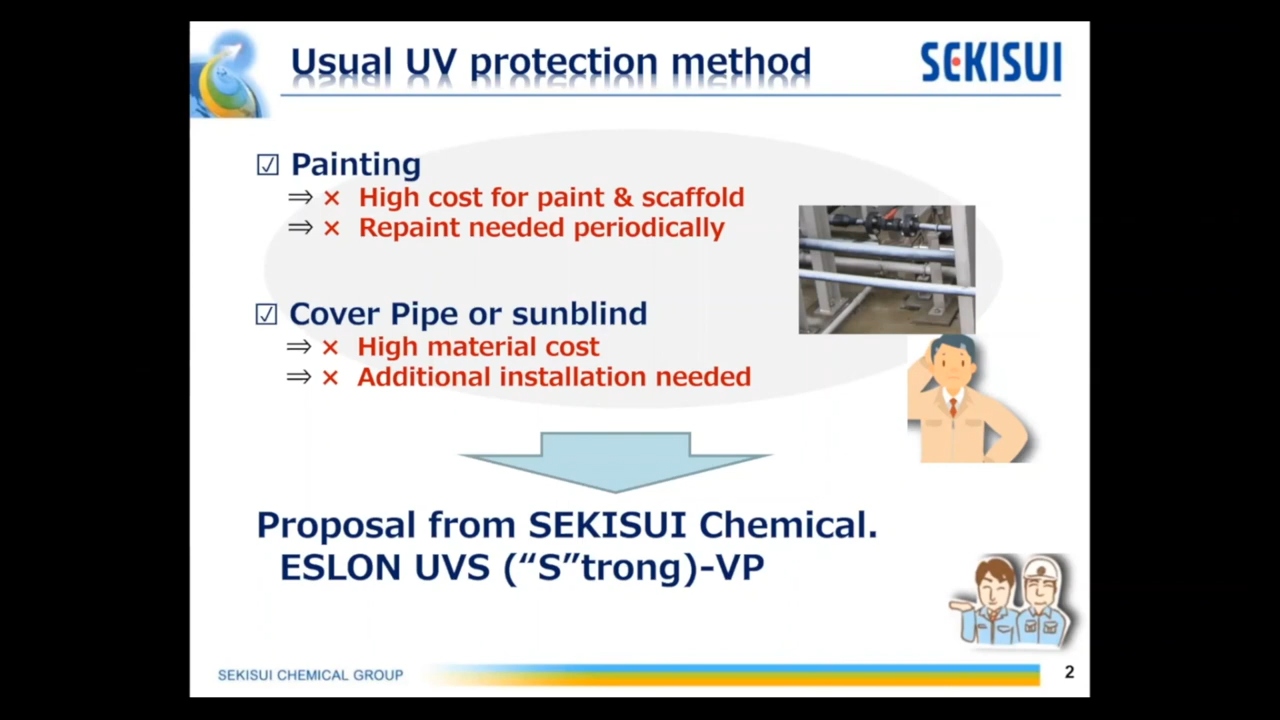 Usual UV protection method
SEKISUI
☑ Painting
⇒ × High cost for paint & scaffold
⇒ × Repaint needed periodically
☑ Cover Pipe or sunblind
⇒ × High material cost
⇒ × Additional installation needed
Proposal from SEKISUI Chemical.
ESLON UVS (“S”trong)-VP
SEKISUI CHEMICAL GROUP
2